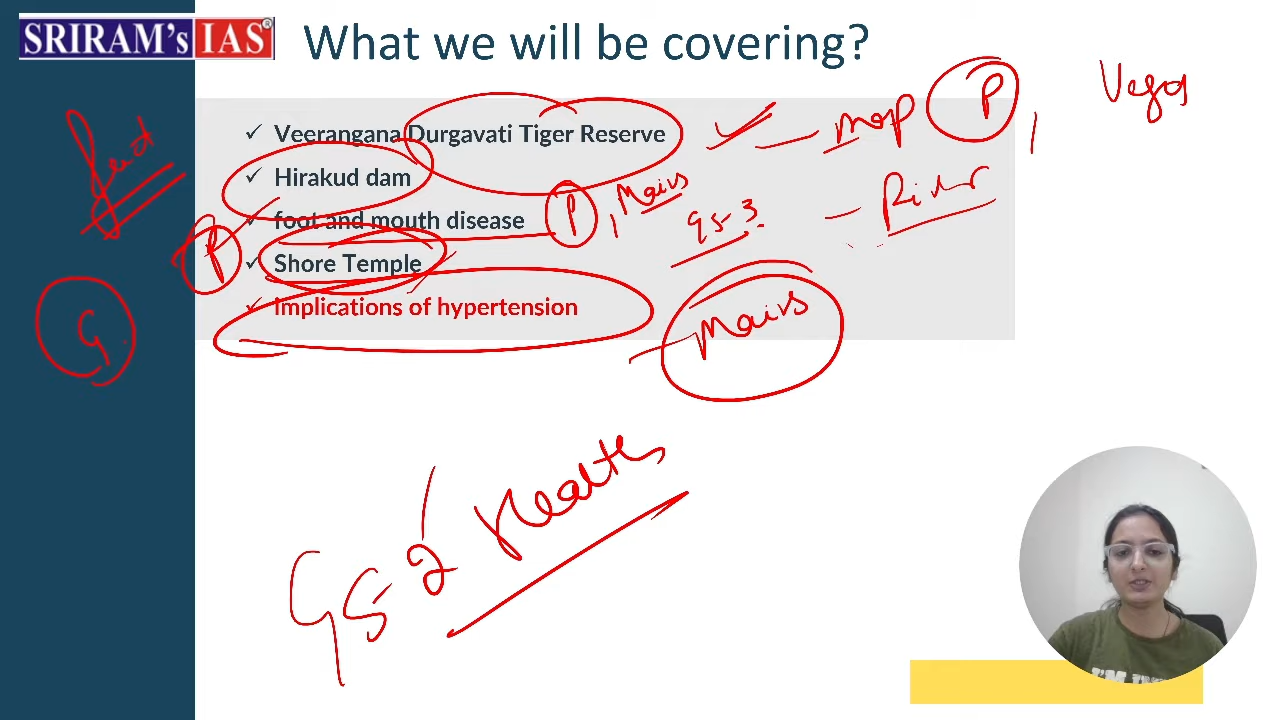 SRIRAM's IAS ®
What we will be covering?
✓ Veerangana Durgavati Tiger Reserve
map P,
✓ Hirakud dam
River
✓ foot and mouth disease
P, Mains
GS-3
P
✓ Shore Temple
✓ Implications of hypertension
Mains
G
GS-2 Health
I'M IN